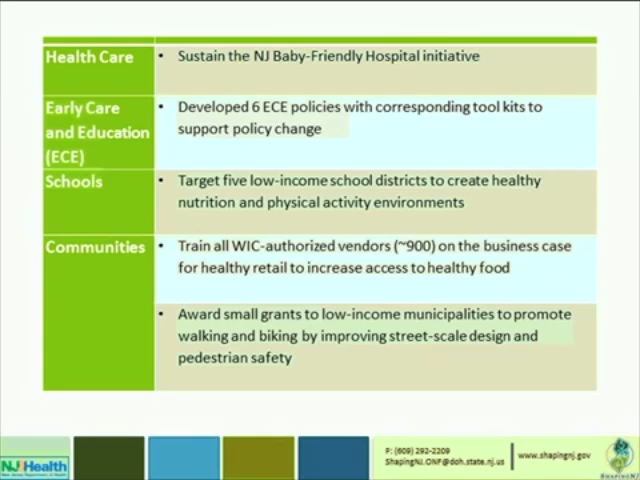 Health Care
• Sustain the NJ Baby-Friendly Hospital initiative
Early Care
and Education
(ECE)
• Developed 6 ECE policies with corresponding tool kits to
support policy change
Schools
• Target five low-income school districts to create healthy
nutrition and physical activity environments
Communities
• Train all WIC-authorized vendors (~900) on the business case
for healthy retail to increase access to healthy food
• Award small grants to low-income municipalities to promote
walking and biking by improving street-scale design and
pedestrian safety
NJ Health
P: (609) 292-2209
ShapingNJ.ONF@doh.state.nj.us
www.shapingnj.gov
SHAPINGNJ